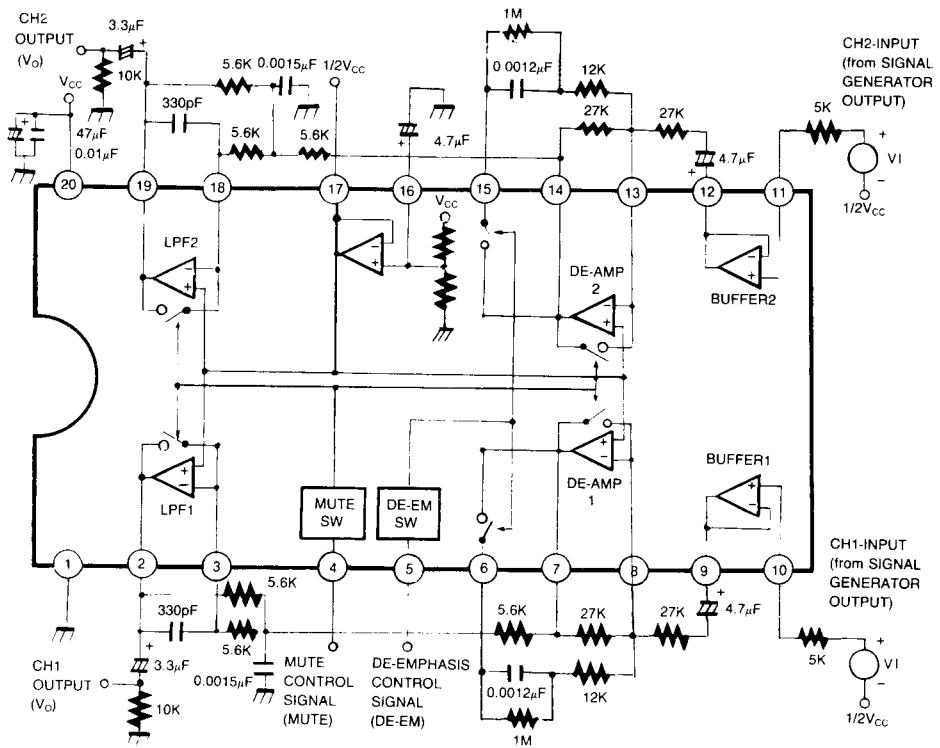 CH2
OUTPUT
(VO)
3.3μF
+
10K
VCC
+
47μF
0.01μF
330pF
5.6K
0.0015μF
5.6K
5.6K
1/2VCC
+
4.7μF
1M
0.0012μF
12K
27K
27K
4.7μF
+
CH2-INPUT
(from SIGNAL
GENERATOR
OUTPUT)
5K
+
VI
-
1/2VCC
20
19
18
17
16
15
14
13
12
11
LPF2
-
+
-
+
VCC
DE-AMP
2
-
+
-
+
BUFFER2
LPF1
+
-
MUTE
SW
DE-EM
SW
+
-
DE-AMP
1
BUFFER1
+
-
1
2
3
4
5
6
7
8
9
10
CH1-INPUT
(from SIGNAL
GENERATOR
OUTPUT)
5.6K
330pF
+
5.6K
3.3μF
CH1
OUTPUT
(VO)
10K
0.0015μF
MUTE
CONTROL
SIGNAL
(MUTE)
DE-EMPHASIS
CONTROL
SIGNAL
(DE-EM)
5.6K
27K
27K
+
4.7μF
0.0012μF
12K
1M
5K
+
VI
-
1/2VCC